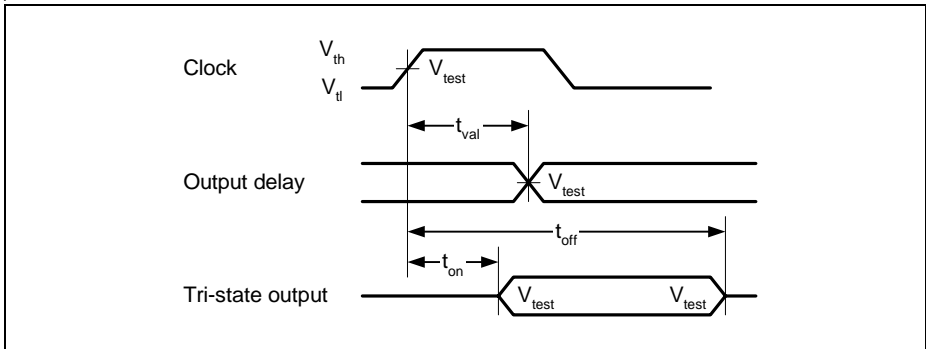 V_th
Clock
V_test
V_tl
t_val
Output delay
V_test
t_off
t_on
Tri-state output
V_test
V_test